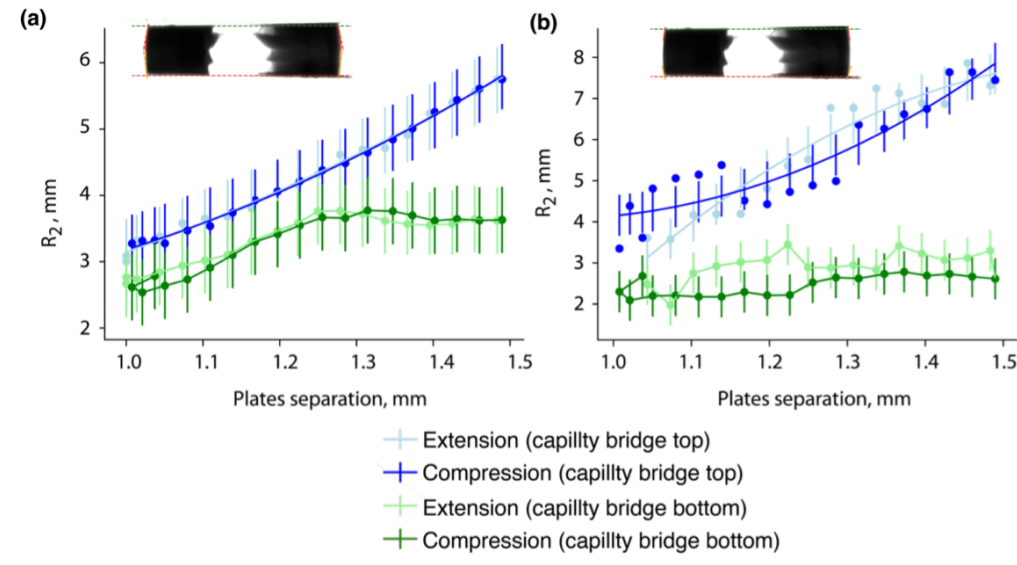 (a)
6
5
4
3
2
R2, mm
1.0 1.1 1.2 1.3 1.4 1.5
Plates separation, mm
(b)
8
7
6
5
4
3
2
R2, mm
1.0 1.1 1.2 1.3 1.4 1.5
Plates separation, mm
Extension (capillty bridge top)
Compression (capillty bridge top)
Extension (capillty bridge bottom)
Compression (capillty bridge bottom)